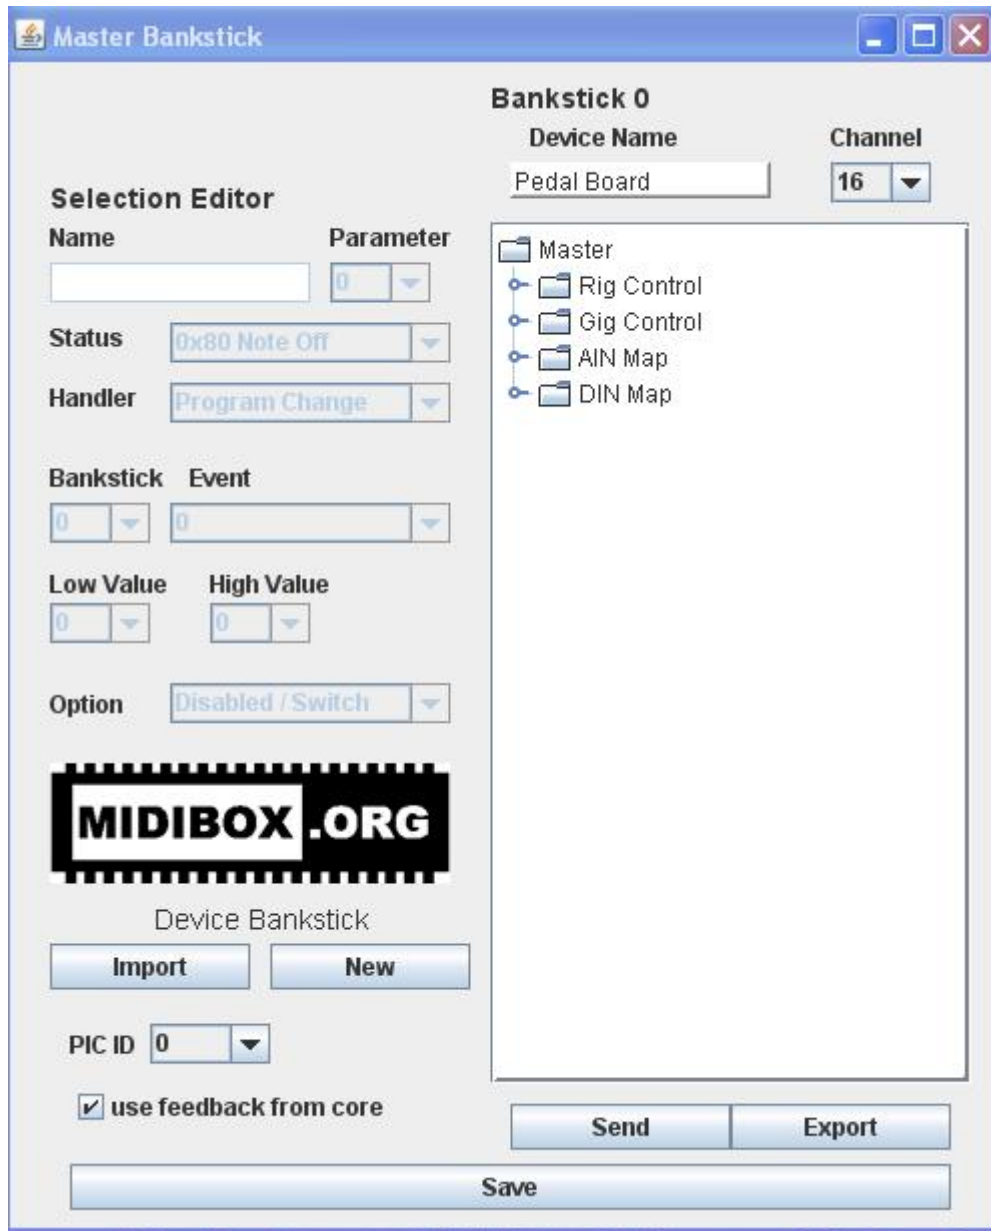 Master Bankstick
Bankstick 0
Device Name Channel
Pedal Board 16
Selection Editor
Name Parameter
0
Status 0x80 Note Off
Handler Program Change
Bankstick Event
0 0
Low Value High Value
0 0
Option Disabled / Switch
MIDIBOX.ORG
Device Bankstick
Import New
PIC ID 0
use feedback from core
Master
Rig Control
Gig Control
AIN Map
DIN Map
Send Export
Save